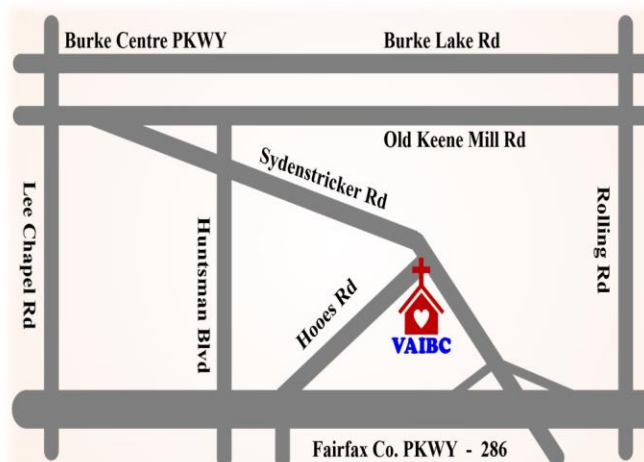 Burke Centre PKWY
Burke Lake Rd
Old Keene Mill Rd
Sydenstricker Rd
Lee Chapel Rd
Huntsman Blvd
Hooes Rd
Rolling Rd
VAIBC
Fairfax Co. PKWY - 286